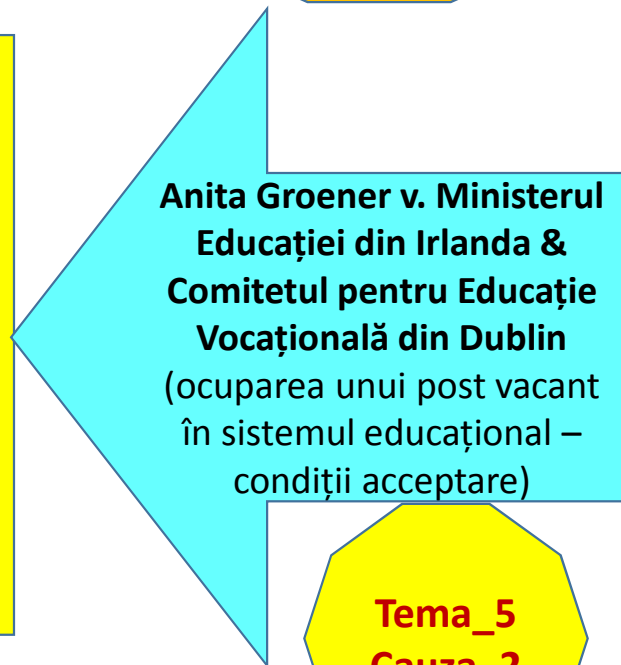 Anita Groener v. Ministerul
Educației din Irlanda &
Comitetul pentru Educație
Vocațională din Dublin
(ocuparea unui post vacant
în sistemul educațional –
condiții acceptare)
Tema_5
Cauza_2